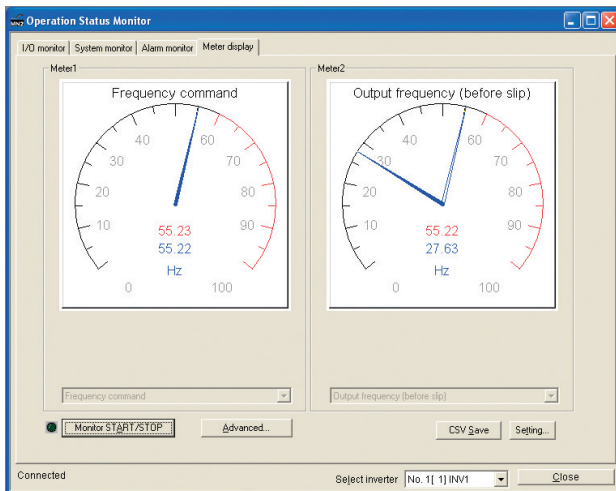 MN2 Operation Status Monitor
I/O monitor System monitor Alarm monitor Meter display
Meter1
Frequency command
0 10 20 30 40 60 70 80 90 100
55.23
55.22
Hz
Frequency command
Meter2
Output frequency (before slip)
0 10 20 30 40 60 70 80 90 100
55.22
27.63
Hz
Output frequency (before slip)
Monitor START/STOP Advanced... CSV Save Setting...
Connected Select inverter No. 1[ 1] INV1 Close